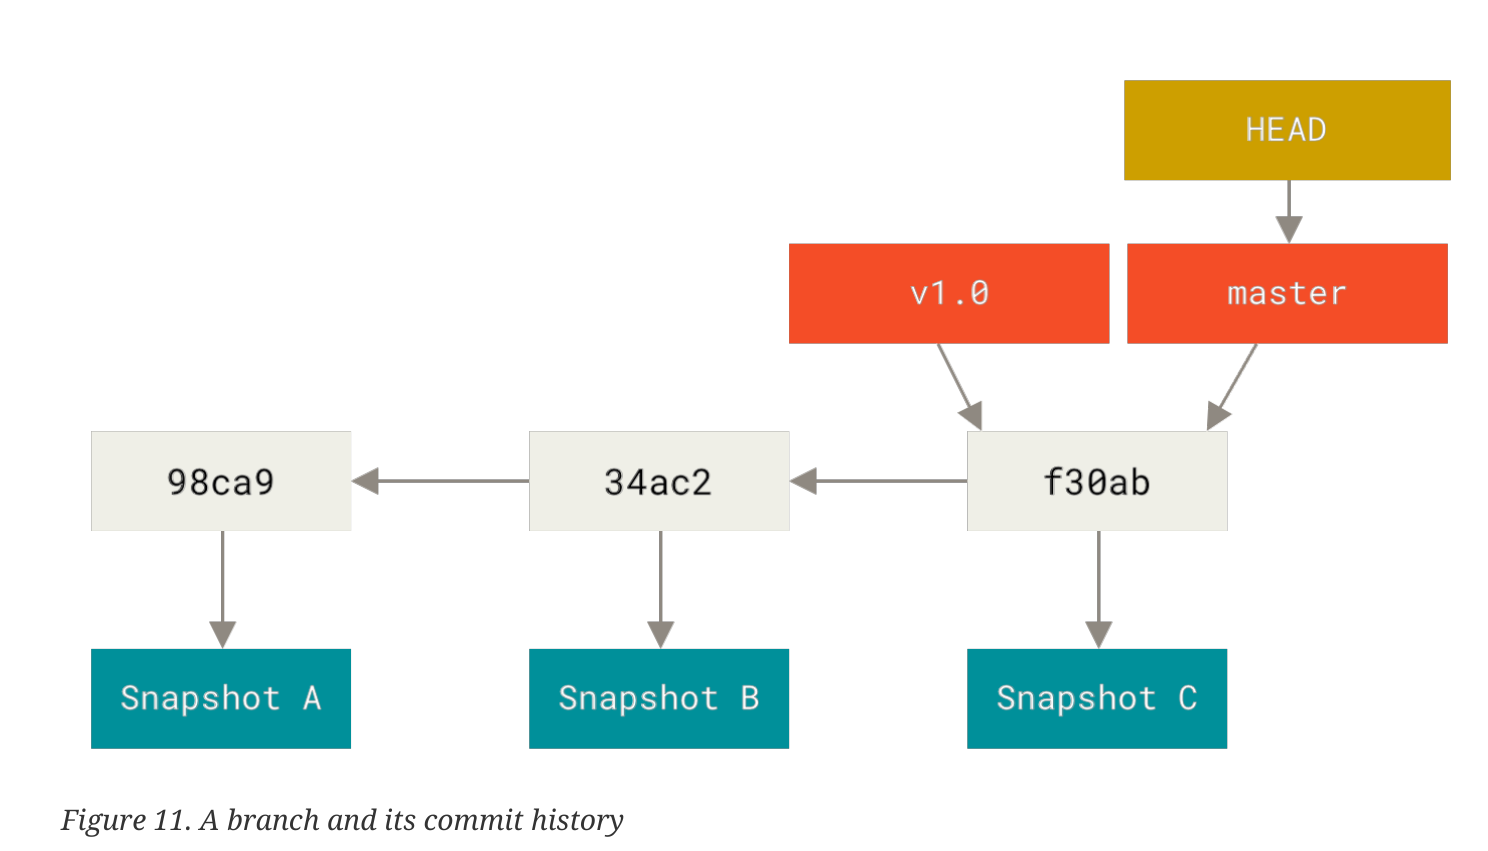 HEAD
v1.0
master
98ca9
34ac2
f30ab
Snapshot A
Snapshot B
Snapshot C
Figure 11. A branch and its commit history